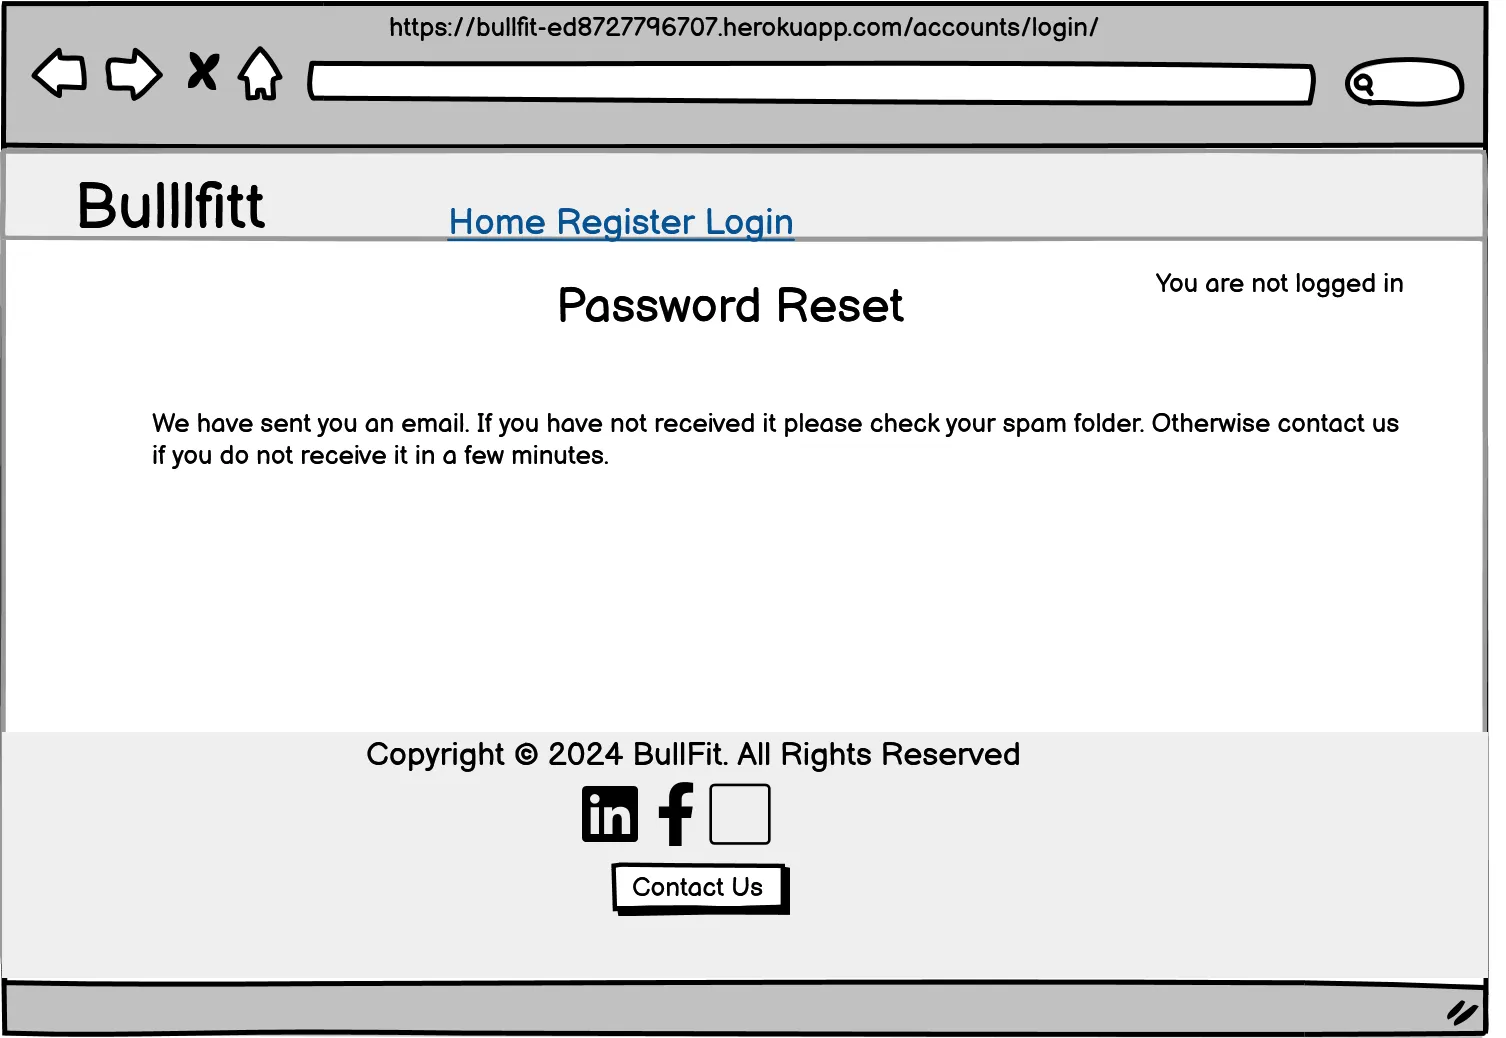 https://bullfit-ed8727796707.herokuapp.com/accounts/login/
Bulllfitt
Home Register Login
You are not logged in
Password Reset
We have sent you an email. If you have not received it please check your spam folder. Otherwise contact us
if you do not receive it in a few minutes.
Copyright © 2024 BullFit. All Rights Reserved
in f
Contact Us